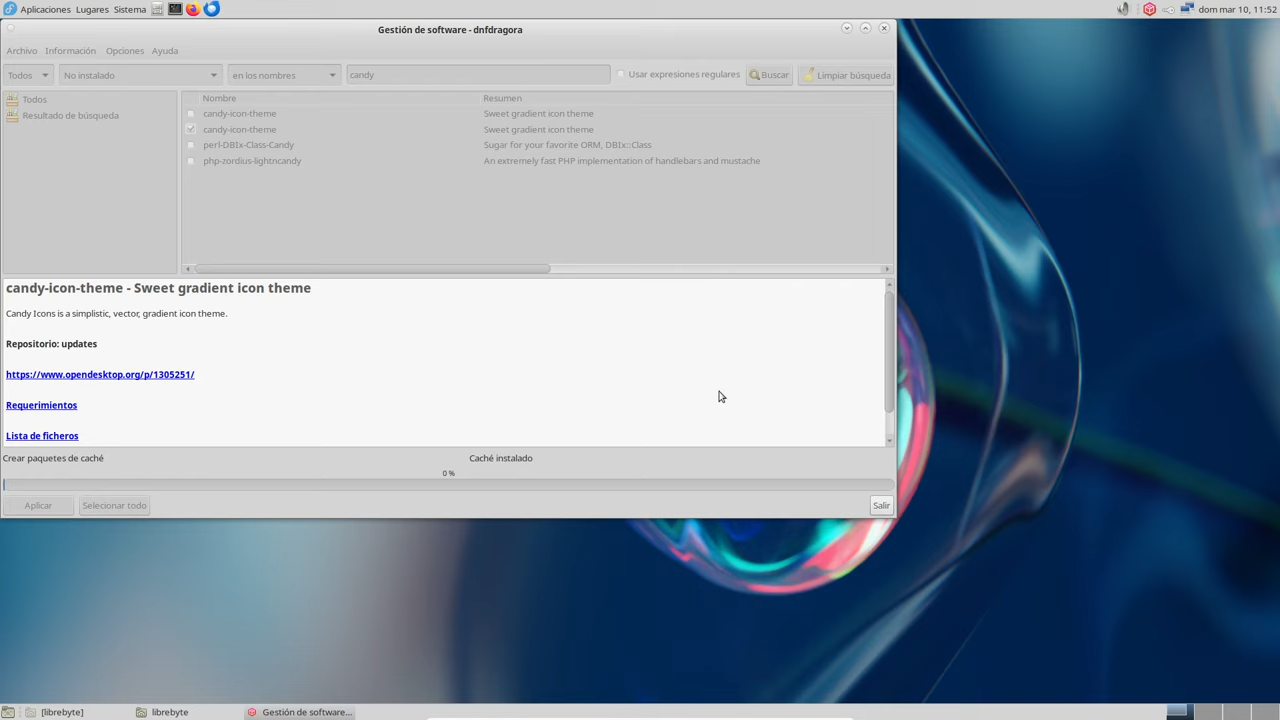 Aplicaciones Lugares Sistema dom mar 10, 11:52
Gestión de software - dnfdragora
Archivo Información Opciones Ayuda
Todos No instalado en los nombres candy Usar expresiones regulares Buscar Limpiar búsqueda
Todos
Resultado de búsqueda
Nombre Resumen
candy-icon-theme Sweet gradient icon theme
candy-icon-theme Sweet gradient icon theme
perl-DBIx-Class-Candy Sugar for your favorite ORM, DBIx::Class
php-zordius-lightncandy An extremely fast PHP implementation of handlebars and mustache
candy-icon-theme - Sweet gradient icon theme
Candy Icons is a simplistic, vector, gradient icon theme.
Repositorio: updates
https://www.opendesktop.org/p/1305251/
Requerimientos
Lista de ficheros
Crear paquetes de caché Caché instalado
0 %
Aplicar Selecionar todo Salir
[librebyte] librebyte Gestión de software...